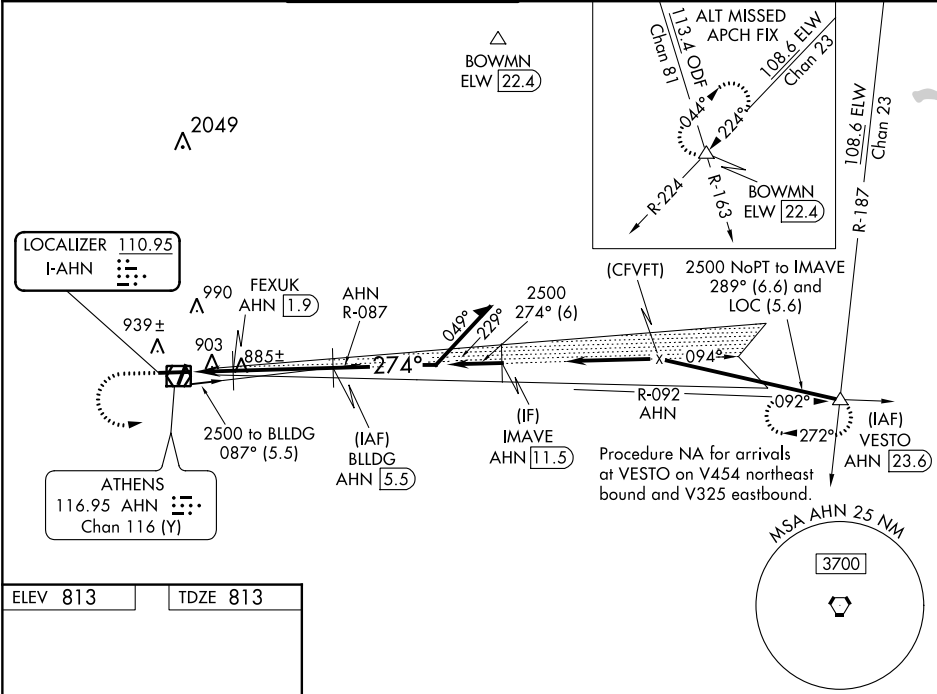 ALT MISSED
APCH FIX
113.4 ODF
Chan 81
108.6 ELW
Chan 23
044°
224°
R-224
R-163
BOWMN
ELW 22.4
BOWMN
ELW 22.4
108.6 ELW
Chan 23
R-187
2049
LOCALIZER 110.95
I-AHN
990
939±
903
885±
FEXUK
AHN 1.9
AHN
R-087
049°
229°
2500
274° (6)
(CFVFT)
2500 NoPT to IMAVE
289° (6.6) and
LOC (5.6)
274°
X
094°
R-092
AHN
092°
272°
2500 to BLLDG
087° (5.5)
(IAF)
BLLDG
AHN 5.5
(IF)
IMAVE
AHN 11.5
(IAF)
VESTO
AHN 23.6
Procedure NA for arrivals
at VESTO on V454 northeast
bound and V325 eastbound.
ATHENS
116.95 AHN
Chan 116 (Y)
MSA AHN 25 NM
3700
ELEV 813
TDZE 813